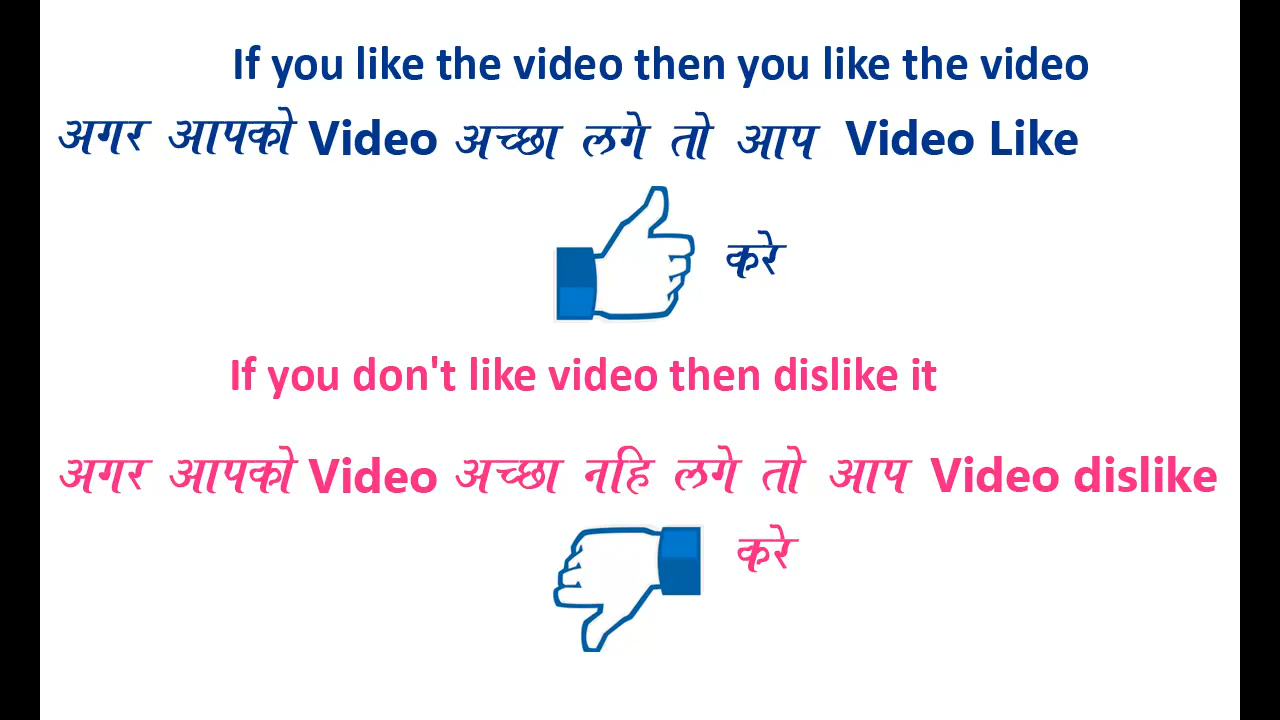 If you like the video then you like the video
अगर आपको Video अच्छा लगे तो आप Video Like
करे
If you don't like video then dislike it
अगर आपको Video अच्छा नहि लगे तो आप Video dislike
करे